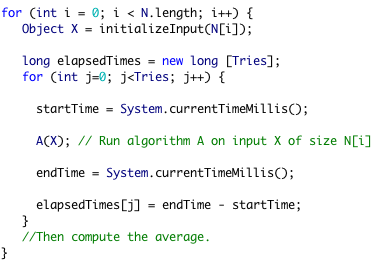 for (int i = 0; i < N.length; i++) {
Object X = initializeInput(N[i]);
long elapsedTimes = new long [Tries];
for (int j=0; j<Tries; j++) {
startTime = System.currentTimeMillis();
A(X); // Run algorithm A on input X of size N[i]
endTime = System.currentTimeMillis();
elapsedTimes[j] = endTime - startTime;
}
//Then compute the average.
}